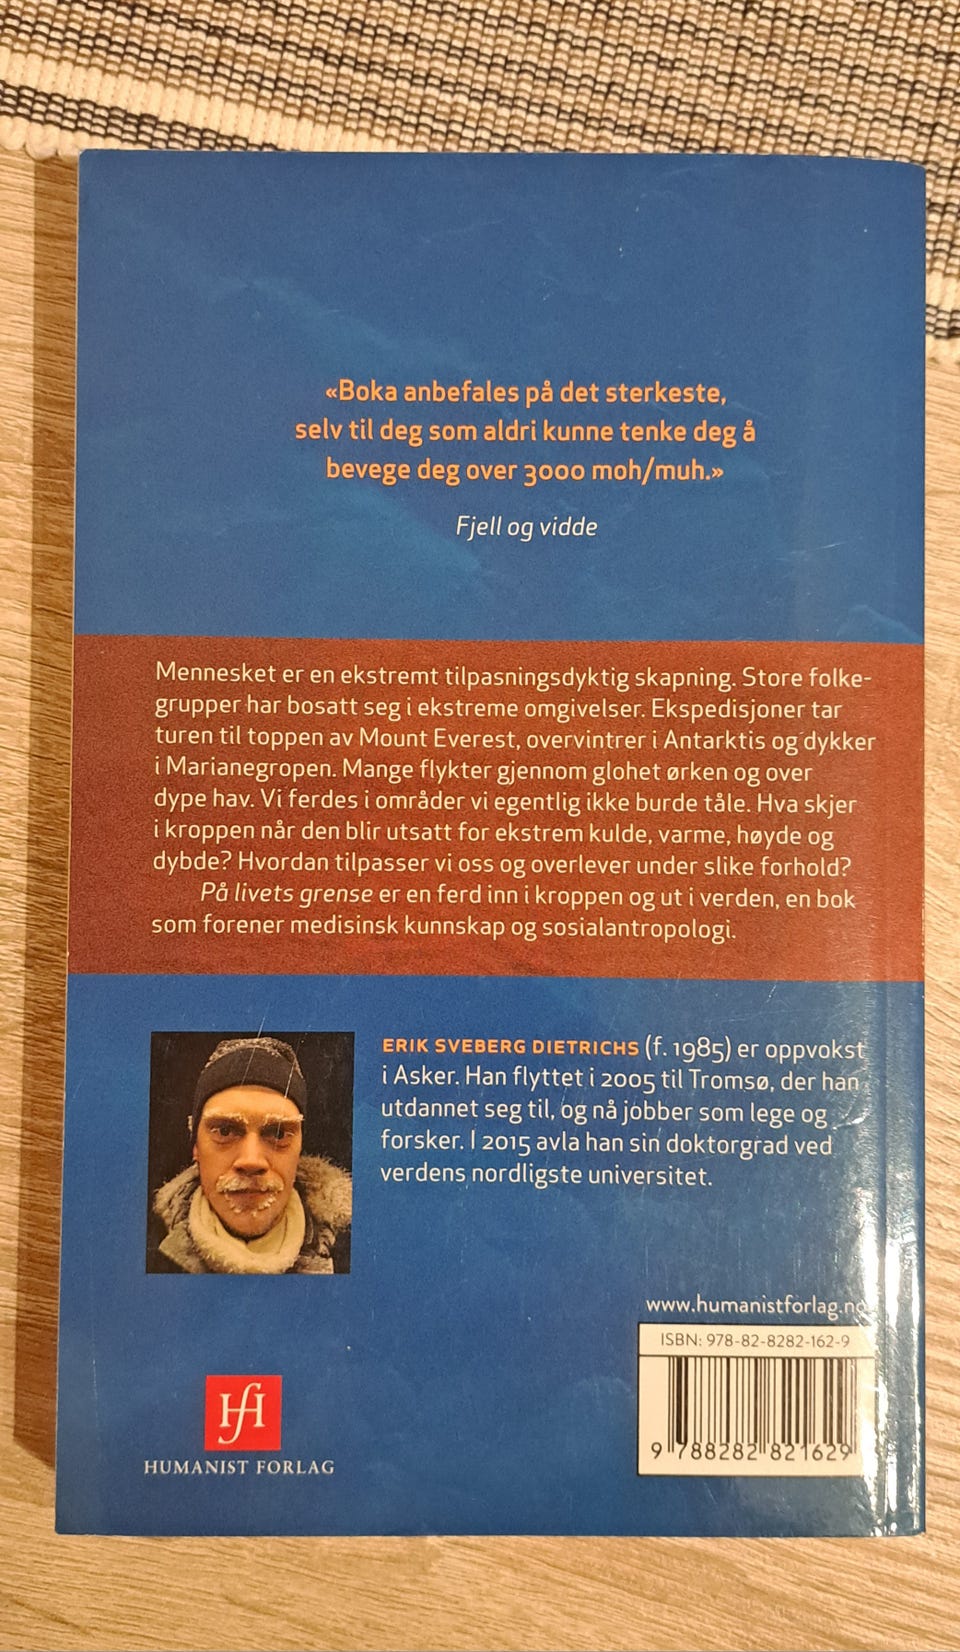 «Boka anbefales på det sterkeste,
selv til deg som aldri kunne tenke deg å
bevege deg over 3000 moh/muh.»
Fjell og vidde
Mennesket er en ekstremt tilpasningsdyktig skapning. Store folke-
grupper har bosatt seg i ekstreme omgivelser. Ekspedisjoner tar
turen til toppen av Mount Everest, overvintrer i Antarktis og dykker
i Marianegropen. Mange flykter gjennom glohet ørken og over
dype hav. Vi ferdes i områder vi egentlig ikke burde tåle. Hva skjer
i kroppen når den blir utsatt for ekstrem kulde, varme, høyde og
dybde? Hvordan tilpasser vi oss og overlever under slike forhold?
På livets grense er en ferd inn i kroppen og ut i verden, en bok
som forener medisinsk kunnskap og sosialantropologi.
ERIK SVEBERG DIETRICHS (f. 1985) er oppvokst
i Asker. Han flyttet i 2005 til Tromsø, der han
utdannet seg til, og nå jobber som lege og
forsker. I 2015 avla han sin doktorgrad ved
verdens nordligste universitet.
www.humanistforlag.no
ISBN: 978-82-8282-162-9
9 788282 821629
HUMANIST FORLAG